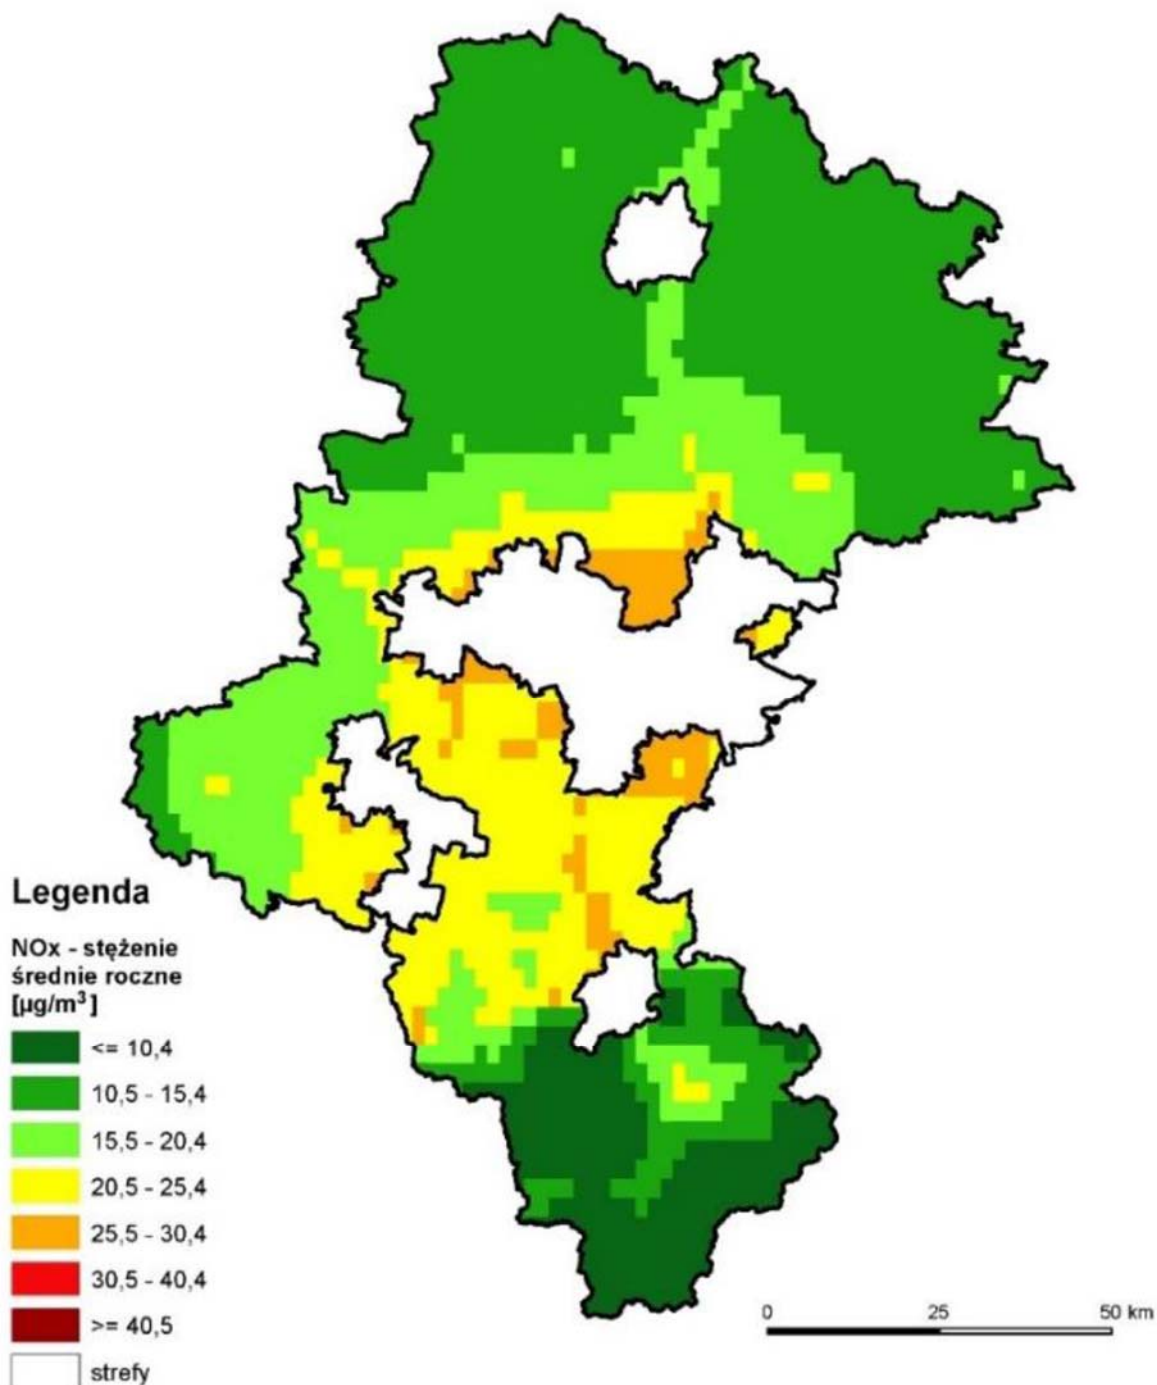 Legenda
NOx - stężenie
średnie roczne
[µg/m³]
<= 10,4
10,5 - 15,4
15,5 - 20,4
20,5 - 25,4
25,5 - 30,4
30,5 - 40,4
>= 40,5
strefy
0 25 50 km